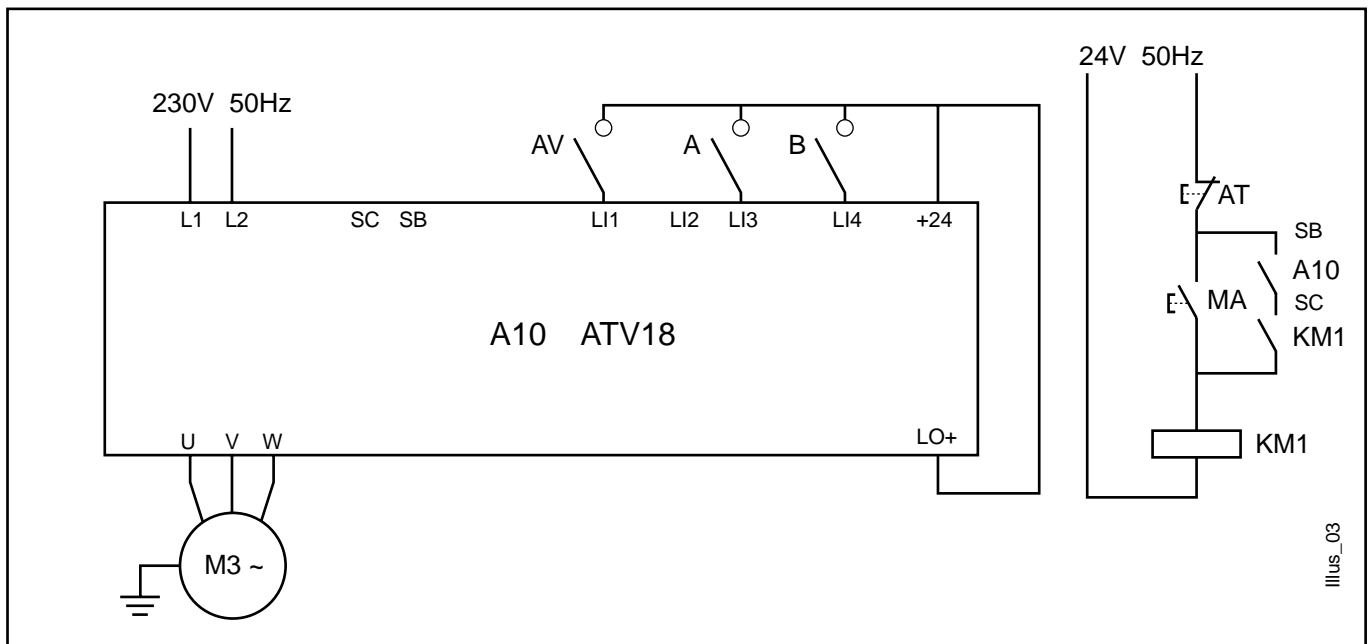 24V 50Hz
230V 50Hz
AV A B
AT
L1 L2 SC SB LI1 LI2 LI3 LI4 +24
SB
A10
MA SC
KM1
A10 ATV18
U V W LO+
KM1
M3 ~
Illus_03